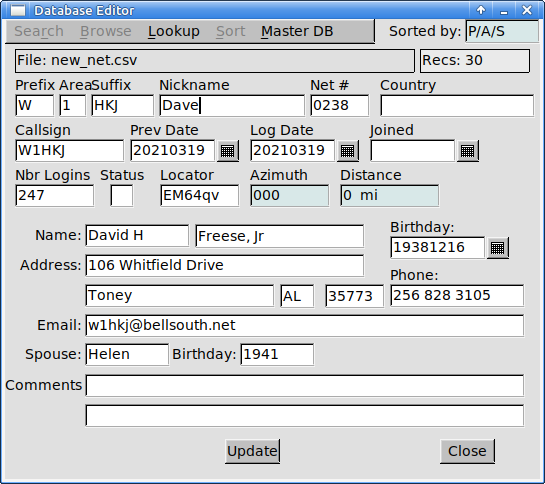 Database Editor
Search Browse Lookup Sort Master DB Sorted by: P/A/S
File: new_net.csv Recs: 30
Prefix Area Suffix Nickname Net # Country
W 1 HKJ Dave 0238
Callsign Prev Date Log Date Joined
W1HKJ 20210319 20210319
Nbr Logins Status Locator Azimuth Distance
247 EM64qv 000 0 mi
Birthday:
Name: David H Freese, Jr 19381216
Address: 106 Whitfield Drive Phone:
Toney AL 35773 256 828 3105
Email: w1hkj@bellsouth.net
Spouse: Helen Birthday: 1941
Comments
Update Close